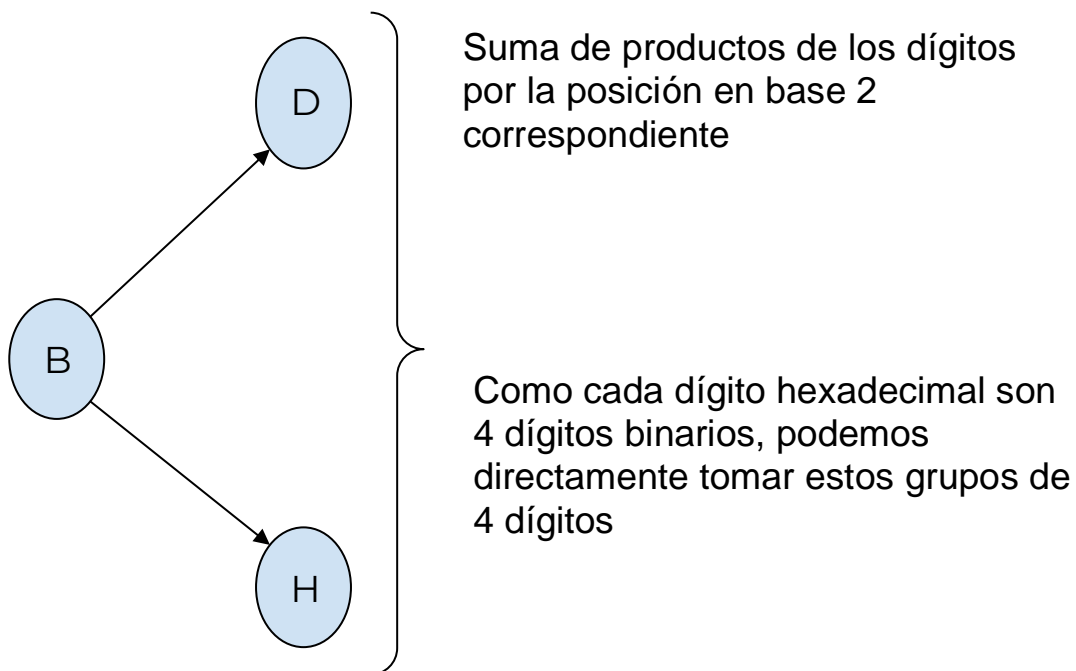 D
Suma de productos de los dígitos
por la posición en base 2
correspondiente
B
Como cada dígito hexadecimal son
4 dígitos binarios, podemos
directamente tomar estos grupos de
4 dígitos
H